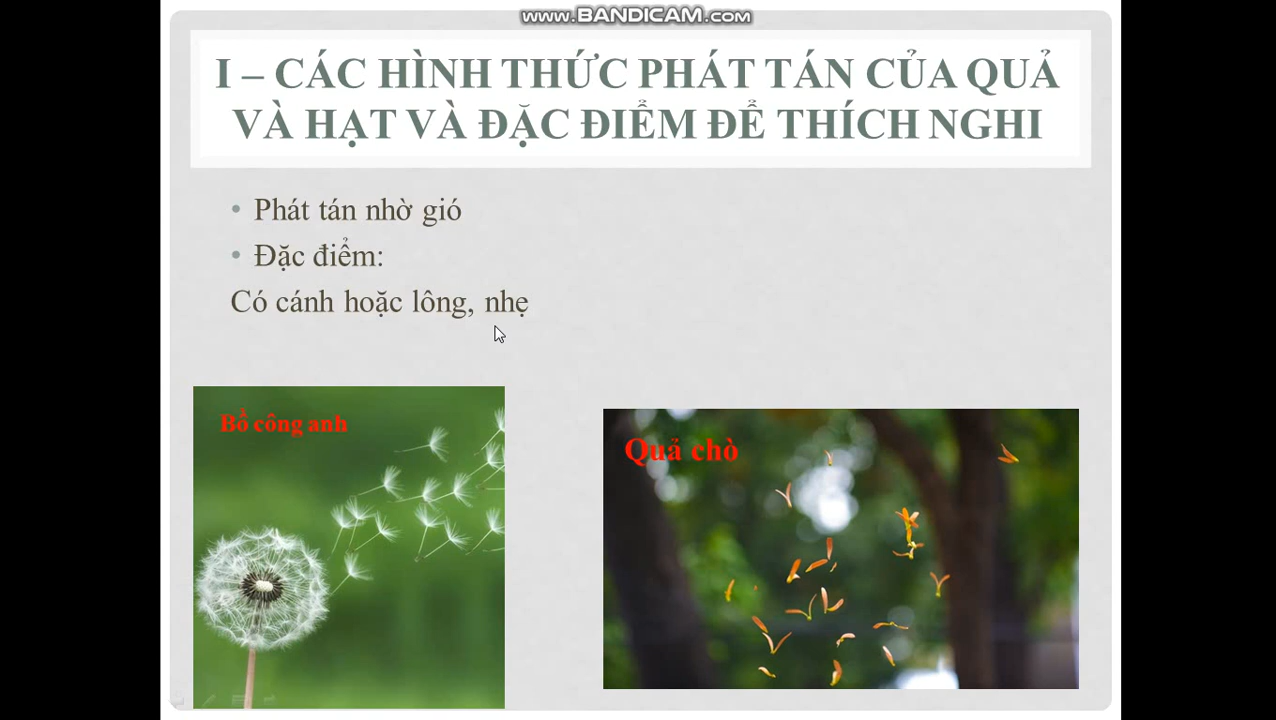 www.BANDICAM.com
I – CÁC HÌNH THỨC PHÁT TÁN CỦA QUẢ
VÀ HẠT VÀ ĐẶC ĐIỂM ĐỂ THÍCH NGHI
• Phát tán nhờ gió
• Đặc điểm:
Có cánh hoặc lông, nhẹ
Bồ công anh
Quả chò